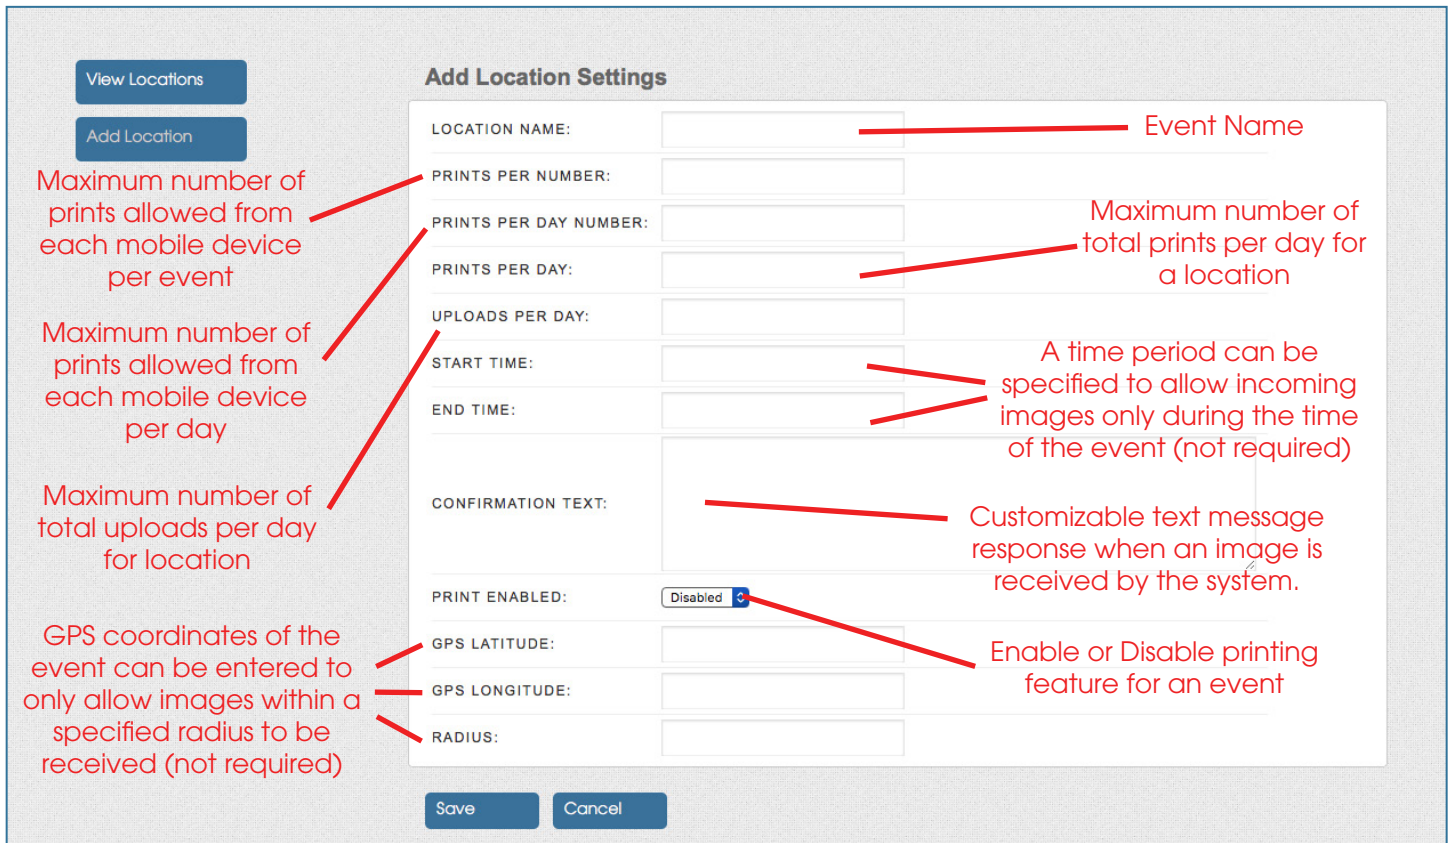 View Locations
Add Location
Add Location Settings
LOCATION NAME:
Event Name
PRINTS PER NUMBER:
Maximum number of
prints allowed from
each mobile device
per event
PRINTS PER DAY NUMBER:
Maximum number of
prints allowed from
each mobile device
per day
PRINTS PER DAY:
Maximum number of
total prints per day for
a location
UPLOADS PER DAY:
Maximum number of
total uploads per day
for location
START TIME:
END TIME:
A time period can be
specified to allow incoming
images only during the time
of the event (not required)
CONFIRMATION TEXT:
Customizable text message
response when an image is
received by the system.
PRINT ENABLED:
Disabled
Enable or Disable printing
feature for an event
GPS LATITUDE:
GPS LONGITUDE:
RADIUS:
GPS coordinates of the
event can be entered to
only allow images within a
specified radius to be
received (not required)
Save
Cancel